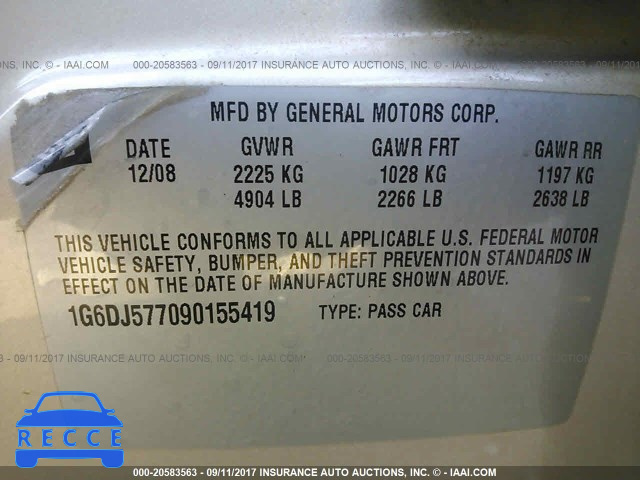 000-20583563 - 09/11/2017 INSURANCE AUTO AUCTIONS, INC. © - IAAI.COM
MFD BY GENERAL MOTORS CORP.
DATE GVWR GAWR FRT GAWR RR
12/08 2225 KG 1028 KG 1197 KG
4904 LB 2266 LB 2638 LB
THIS VEHICLE CONFORMS TO ALL APPLICABLE U.S. FEDERAL MOTOR
VEHICLE SAFETY, BUMPER, AND THEFT PREVENTION STANDARDS IN
EFFECT ON THE DATE OF MANUFACTURE SHOWN ABOVE.
1G6DJ577090155419 TYPE: PASS CAR
RECCE
000-20583563 - 09/11/2017 INSURANCE AUTO AUCTIONS, INC. © - IAAI.COM